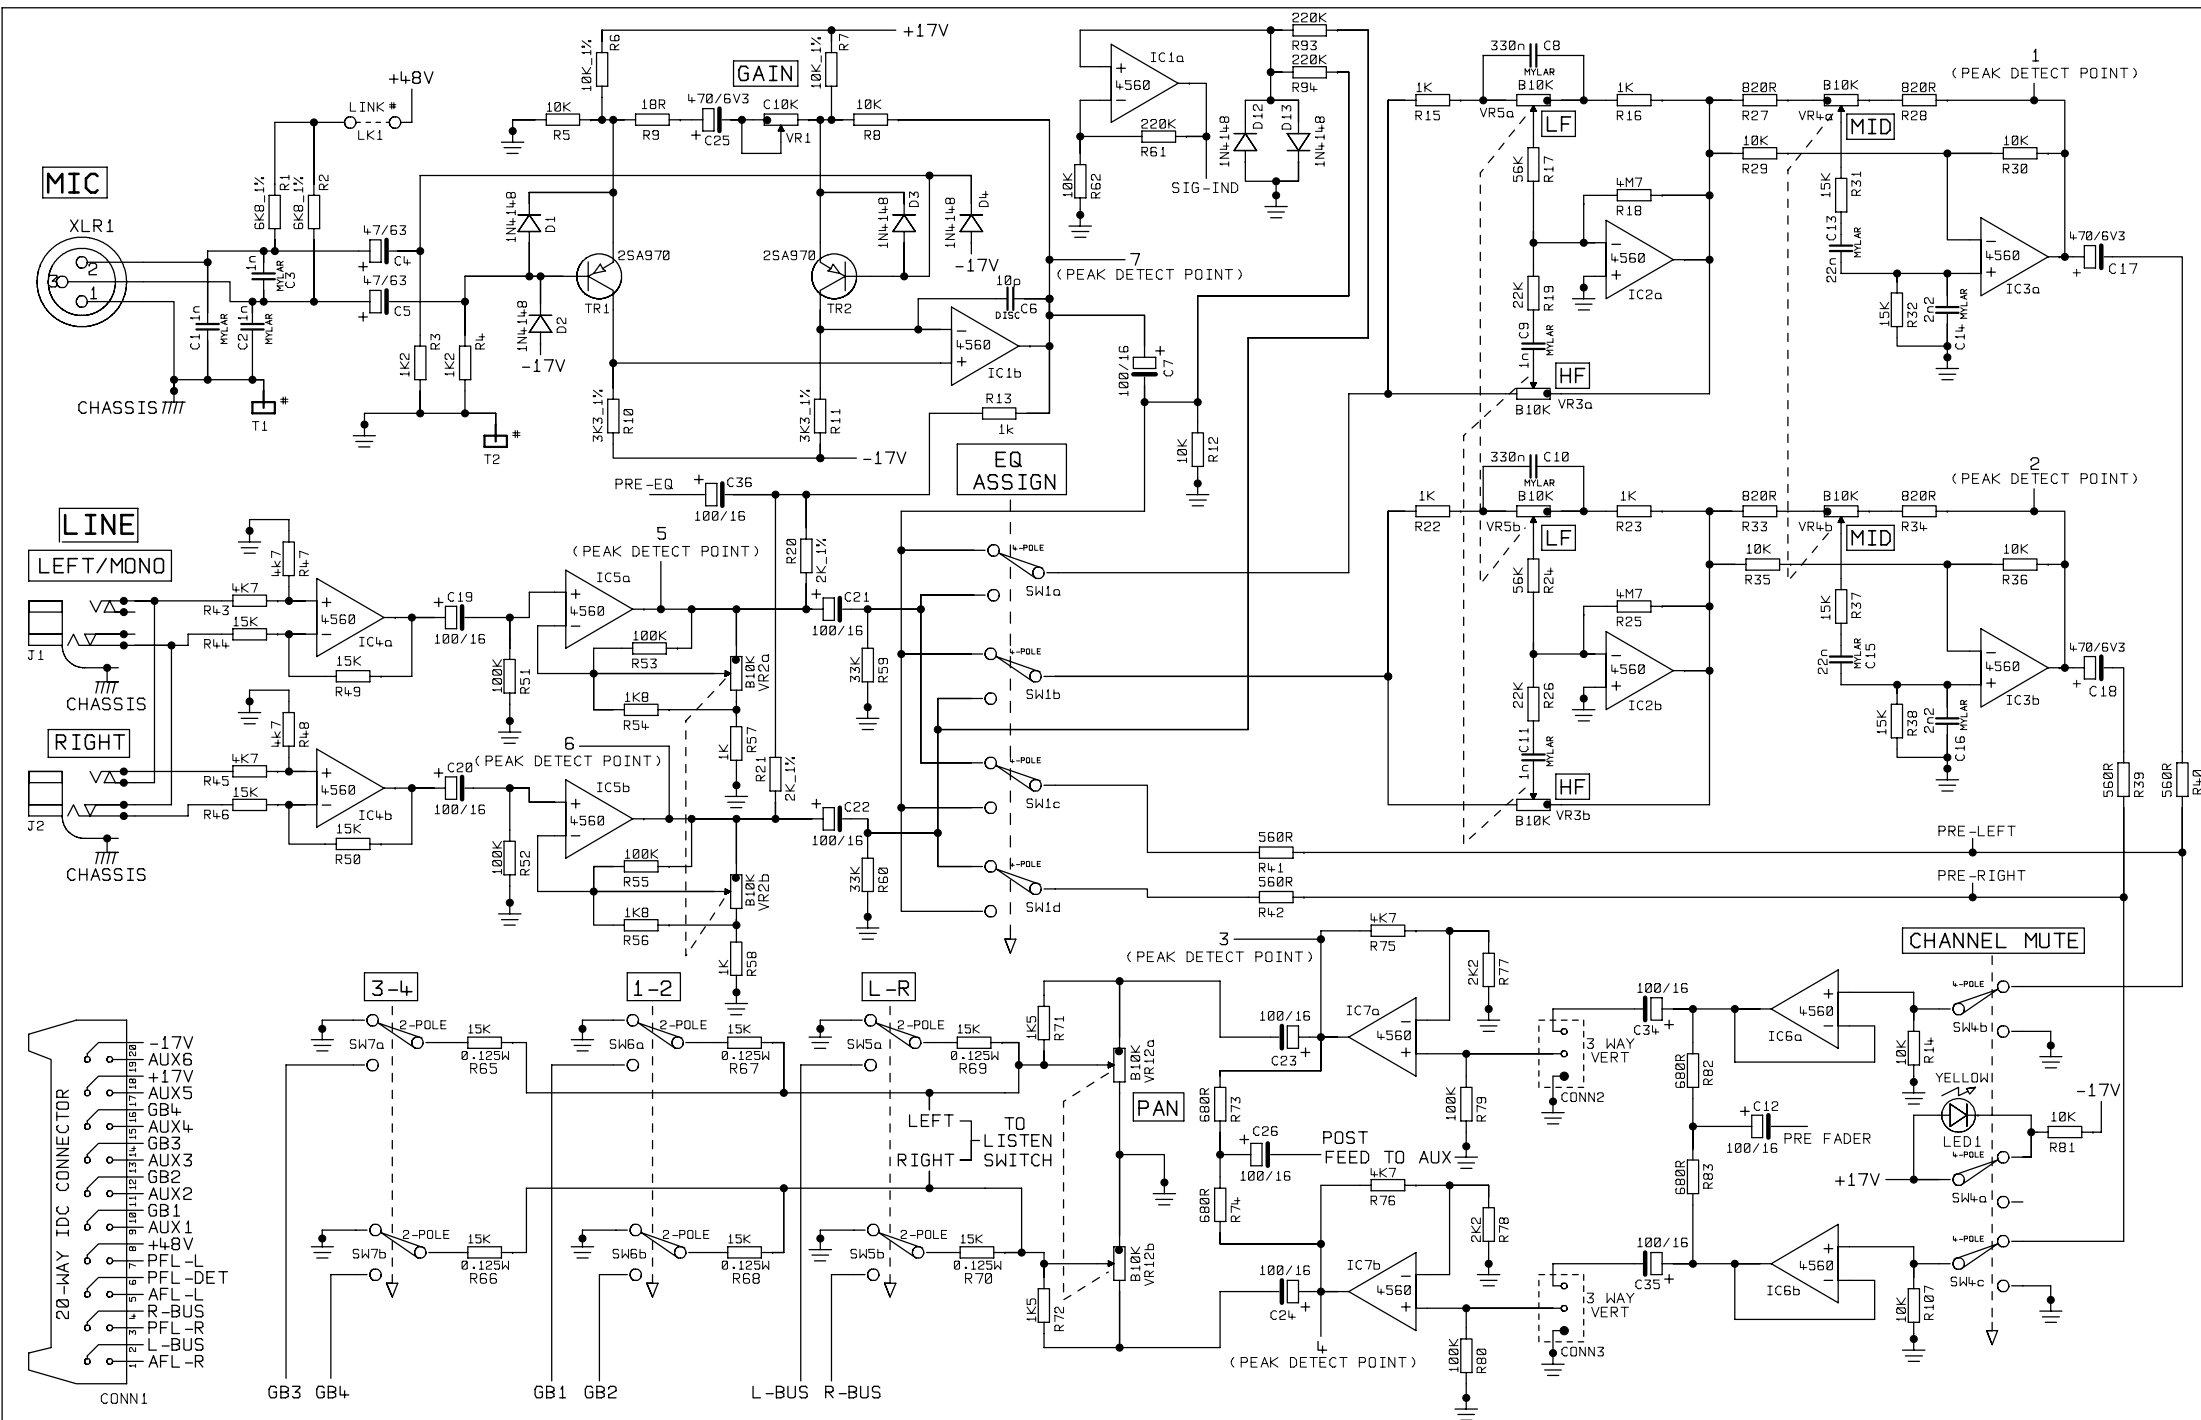 +17V
10K_1%
R6
10K_1%
R7
GAIN
+48V
LINK #
LK1
10K
R5
18R
R9
470/6V3
+
C25
C10K
VR1
10K
R8
MIC
XLR1
2
3
1
6K8_1%
R1
6K8_1%
R2
47/63
+
C4
47/63
+
C5
1n
MYLAR
C3
C1 1n
MYLAR
C2 1n
MYLAR
1K2
R3
1K2
R4
CHASSIS
T1
#
T2
#
1N4148
D1
1N4148
D2
-17V
2SA970
TR1
2SA970
TR2
1N4148
D3
1N4148
D4
-17V
10p
C6
DISC
4560
IC1b
3K3_1%
R10
3K3_1%
R11
-17V
R13
1k
7
(PEAK DETECT POINT)
100/16
+
C7
10K
R12
IC1a
4560
220K
R61
10K
R62
SIG-IND
220K
R93
220K
R94
D12
1N4148
D13
1N4148
330n
C8
MYLAR
1K
R15
B10K
VR5a
LF
1K
R16
820R
R27
B10K
VR4a
MID
820R
R28
1
(PEAK DETECT POINT)
56K
R17
4M7
R18
4560
IC2a
22K
R19
1n
C9
MYLAR
HF
B10K
VR3a
10K
R29
10K
R30
15K
R31
22n
C13
MYLAR
15K
R32
2n2
C14
MYLAR
4560
IC3a
470/6V3
+
C17
330n
C10
MYLAR
1K
R22
B10K
VR5b
LF
1K
R23
820R
R33
B10K
VR4b
MID
820R
R34
2
(PEAK DETECT POINT)
56K
R24
4M7
R25
4560
IC2b
22K
R26
1n
C11
MYLAR
HF
B10K
VR3b
10K
R35
10K
R36
15K
R37
22n
C15
MYLAR
15K
R38
2n2
C16
MYLAR
4560
IC3b
470/6V3
+
C18
560R
R39
560R
R40
LINE
LEFT/MONO
J1
CHASSIS
RIGHT
J2
CHASSIS
4K7
R43
4k7
R47
15K
R44
4560
IC4a
15K
R49
+
C19
100/16
100K
R51
4K7
R45
4k7
R48
15K
R46
4560
IC4b
15K
R50
+
C20
100/16
100K
R52
PRE-EQ
+
C36
100/16
5
(PEAK DETECT POINT)
IC5a
4560
100K
R53
1K8
R54
B10K
VR2a
1K
R57
6
(PEAK DETECT POINT)
IC5b
4560
100K
R55
1K8
R56
B10K
VR2b
1K
R58
R20
2K_1%
R21
2K_1%
+
C21
100/16
33K
R59
+
C22
100/16
33K
R60
EQ
ASSIGN
4-POLE
SW1a
4-POLE
SW1b
4-POLE
SW1c
4-POLE
SW1d
560R
R41
560R
R42
PRE-LEFT
PRE-RIGHT
3-4
1-2
L-R
2-POLE
SW7a
15K
0.125W
R65
2-POLE
SW6a
15K
0.125W
R67
2-POLE
SW5a
15K
0.125W
R69
2-POLE
SW7b
15K
0.125W
R66
2-POLE
SW6b
15K
0.125W
R68
2-POLE
SW5b
15K
0.125W
R70
LEFT
RIGHT
TO
LISTEN
SWITCH
1K5
R71
1K5
R72
B10K
VR12a
B10K
VR12b
PAN
680R
R73
680R
R74
3
(PEAK DETECT POINT)
100/16
C23
+
IC7a
4560
4K7
R75
2K2
R77
100K
R79
+
C26
100/16
POST
FEED TO AUX
4K7
R76
2K2
R78
100/16
C24
+
IC7b
4560
4
(PEAK DETECT POINT)
100K
R80
3 WAY
VERT
CONN2
3 WAY
VERT
CONN3
100/16
C34
+
100/16
C35
+
680R
R82
680R
R83
+
C12
100/16
PRE FADER
4560
IC6a
4560
IC6b
CHANNEL MUTE
4-POLE
SW4b
10K
R14
YELLOW
LED1
-17V
10K
R81
+17V
4-POLE
SW4a
4-POLE
SW4c
10K
R107
20-WAY IDC CONNECTOR
20 -17V
19 AUX6
18 +17V
17 AUX5
16 GB4
15 AUX4
14 GB3
13 AUX3
12 GB2
11 AUX2
10 GB1
9 AUX1
8 +48V
7 PFL-L
6 PFL-DET
5 AFL-L
4 R-BUS
3 PFL-R
2 L-BUS
1 AFL-R
CONN1
GB3 GB4
GB1 GB2
L-BUS R-BUS